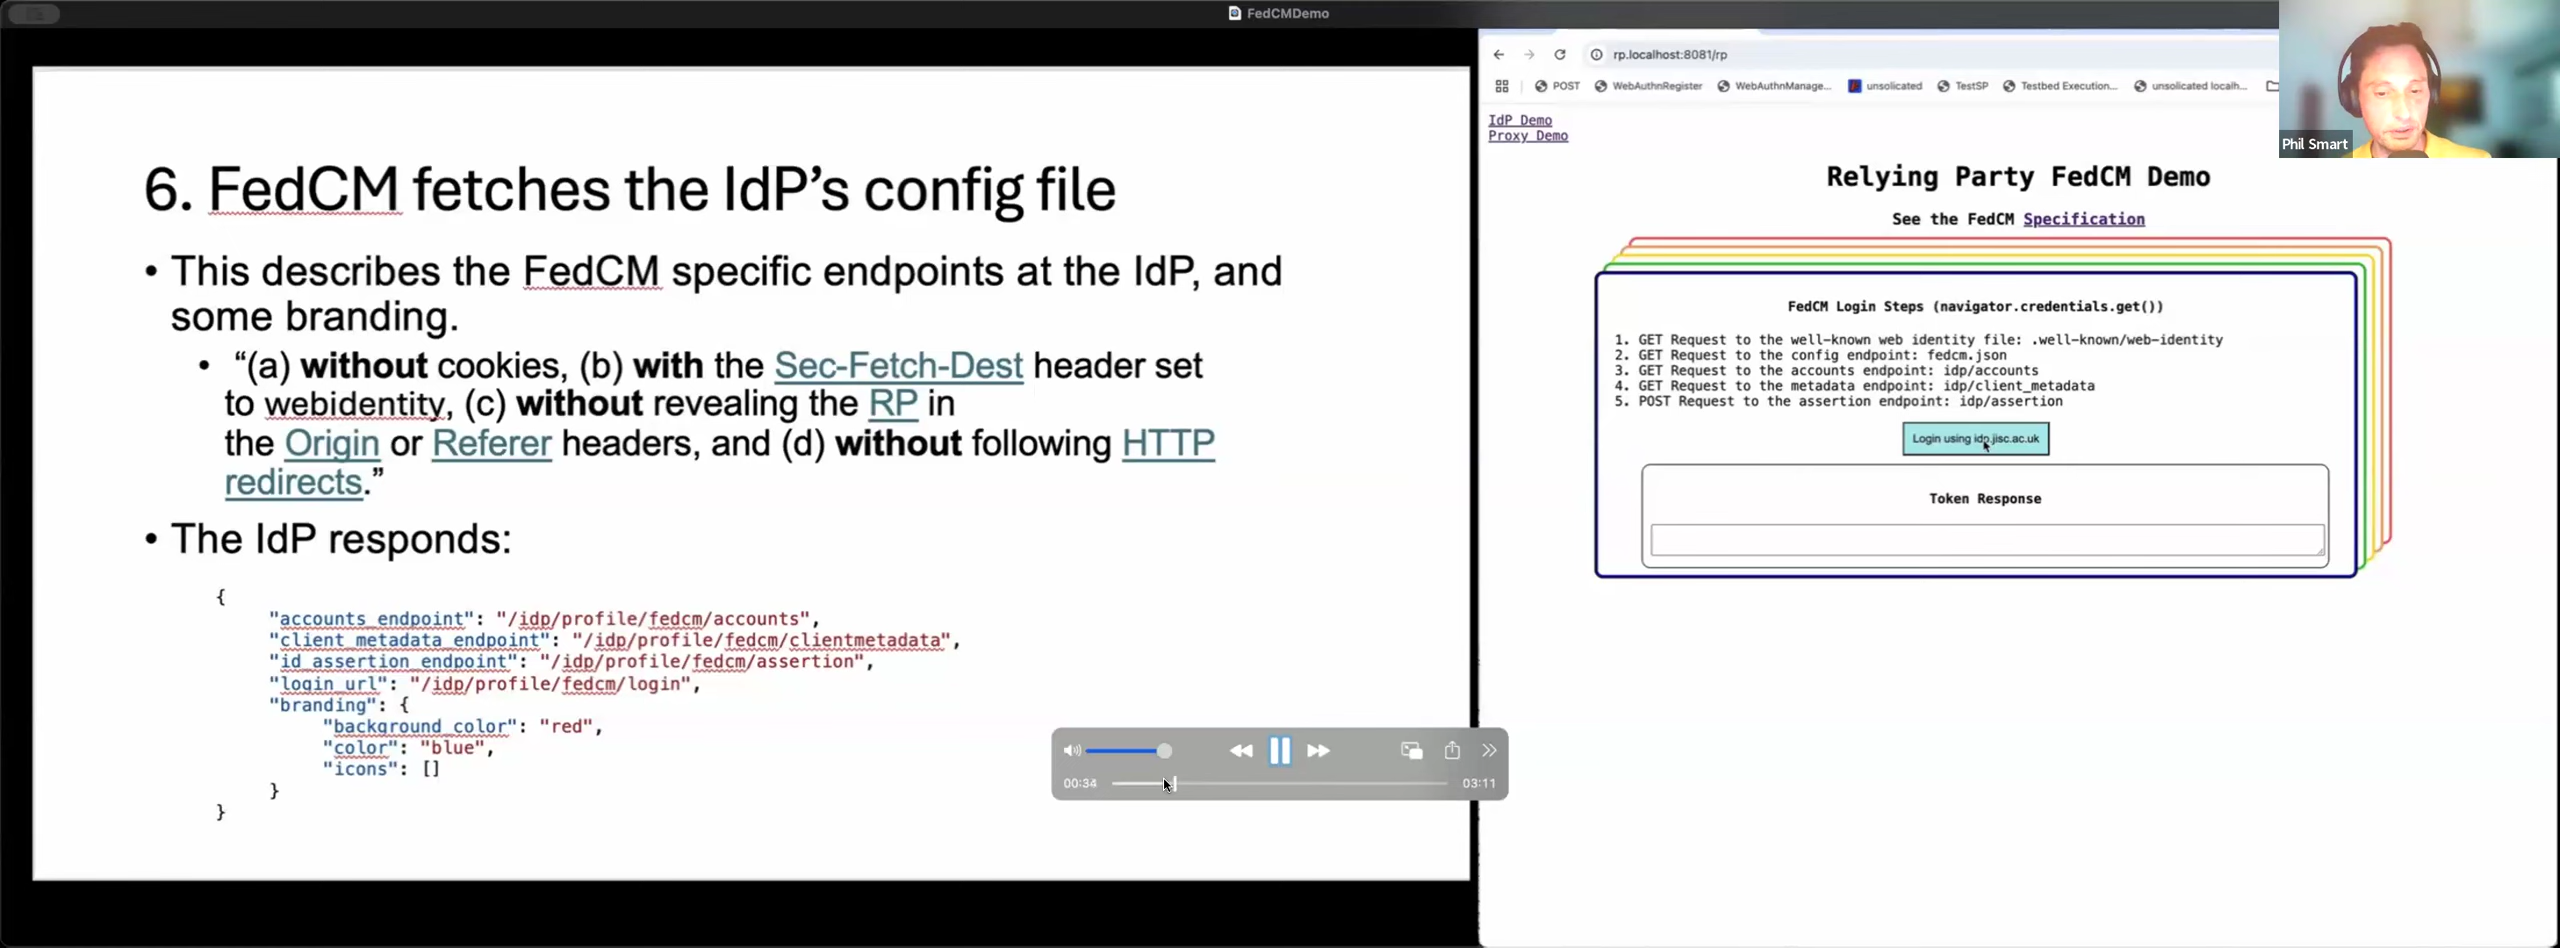 FedCMDemo
6. FedCM fetches the IdP’s config file
• This describes the FedCM specific endpoints at the IdP, and
some branding.
• “(a) without cookies, (b) with the Sec-Fetch-Dest header set
to webidentity, (c) without revealing the RP in
the Origin or Referer headers, and (d) without following HTTP
redirects.”
• The IdP responds:
{
"accounts_endpoint": "/idp/profile/fedcm/accounts",
"client_metadata_endpoint": "/idp/profile/fedcm/clientmetadata",
"id_assertion_endpoint": "/idp/profile/fedcm/assertion",
"login_url": "/idp/profile/fedcm/login",
"branding": {
"background_color": "red",
"color": "blue",
"icons": []
}
}
00:34
03:11
rp.localhost:8081/rp
POST WebAuthnRegister WebAuthnManage... unsolicated TestSP Testbed Execution... unsolicated localh...
IdP Demo
Proxy Demo
Phil Smart
Relying Party FedCM Demo
See the FedCM Specification
FedCM Login Steps (navigator.credentials.get())
1. GET Request to the well-known web identity file: .well-known/web-identity
2. GET Request to the config endpoint: fedcm.json
3. GET Request to the accounts endpoint: idp/accounts
4. GET Request to the metadata endpoint: idp/client_metadata
5. POST Request to the assertion endpoint: idp/assertion
Login using idp.jisc.ac.uk
Token Response